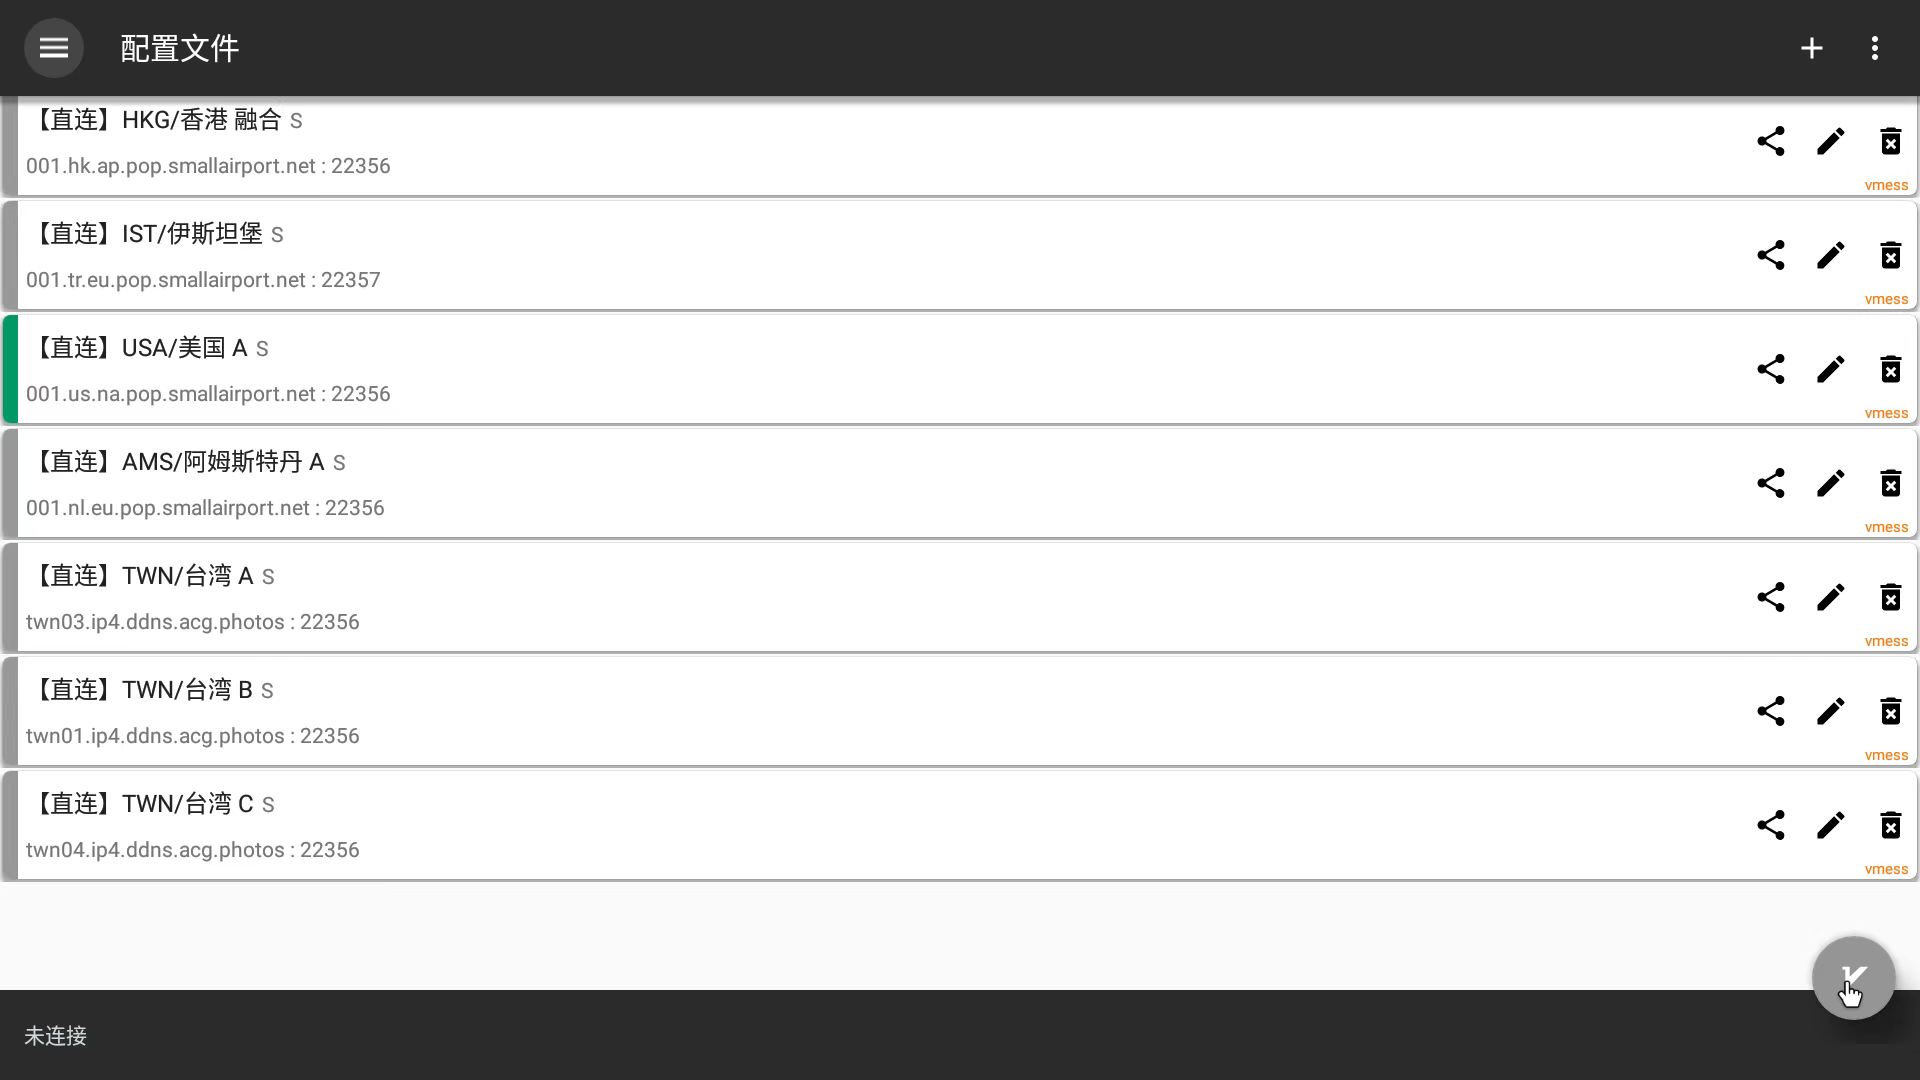 配置文件
【直连】HKG/香港 融合 S
001.hk.ap.pop.smallairport.net : 22356
vmess
【直连】IST/伊斯坦堡 S
001.tr.eu.pop.smallairport.net : 22357
vmess
【直连】USA/美国 A S
001.us.na.pop.smallairport.net : 22356
vmess
【直连】AMS/阿姆斯特丹 A S
001.nl.eu.pop.smallairport.net : 22356
vmess
【直连】TWN/台湾 A S
twn03.ip4.ddns.acg.photos : 22356
vmess
【直连】TWN/台湾 B S
twn01.ip4.ddns.acg.photos : 22356
vmess
【直连】TWN/台湾 C S
twn04.ip4.ddns.acg.photos : 22356
vmess
未连接